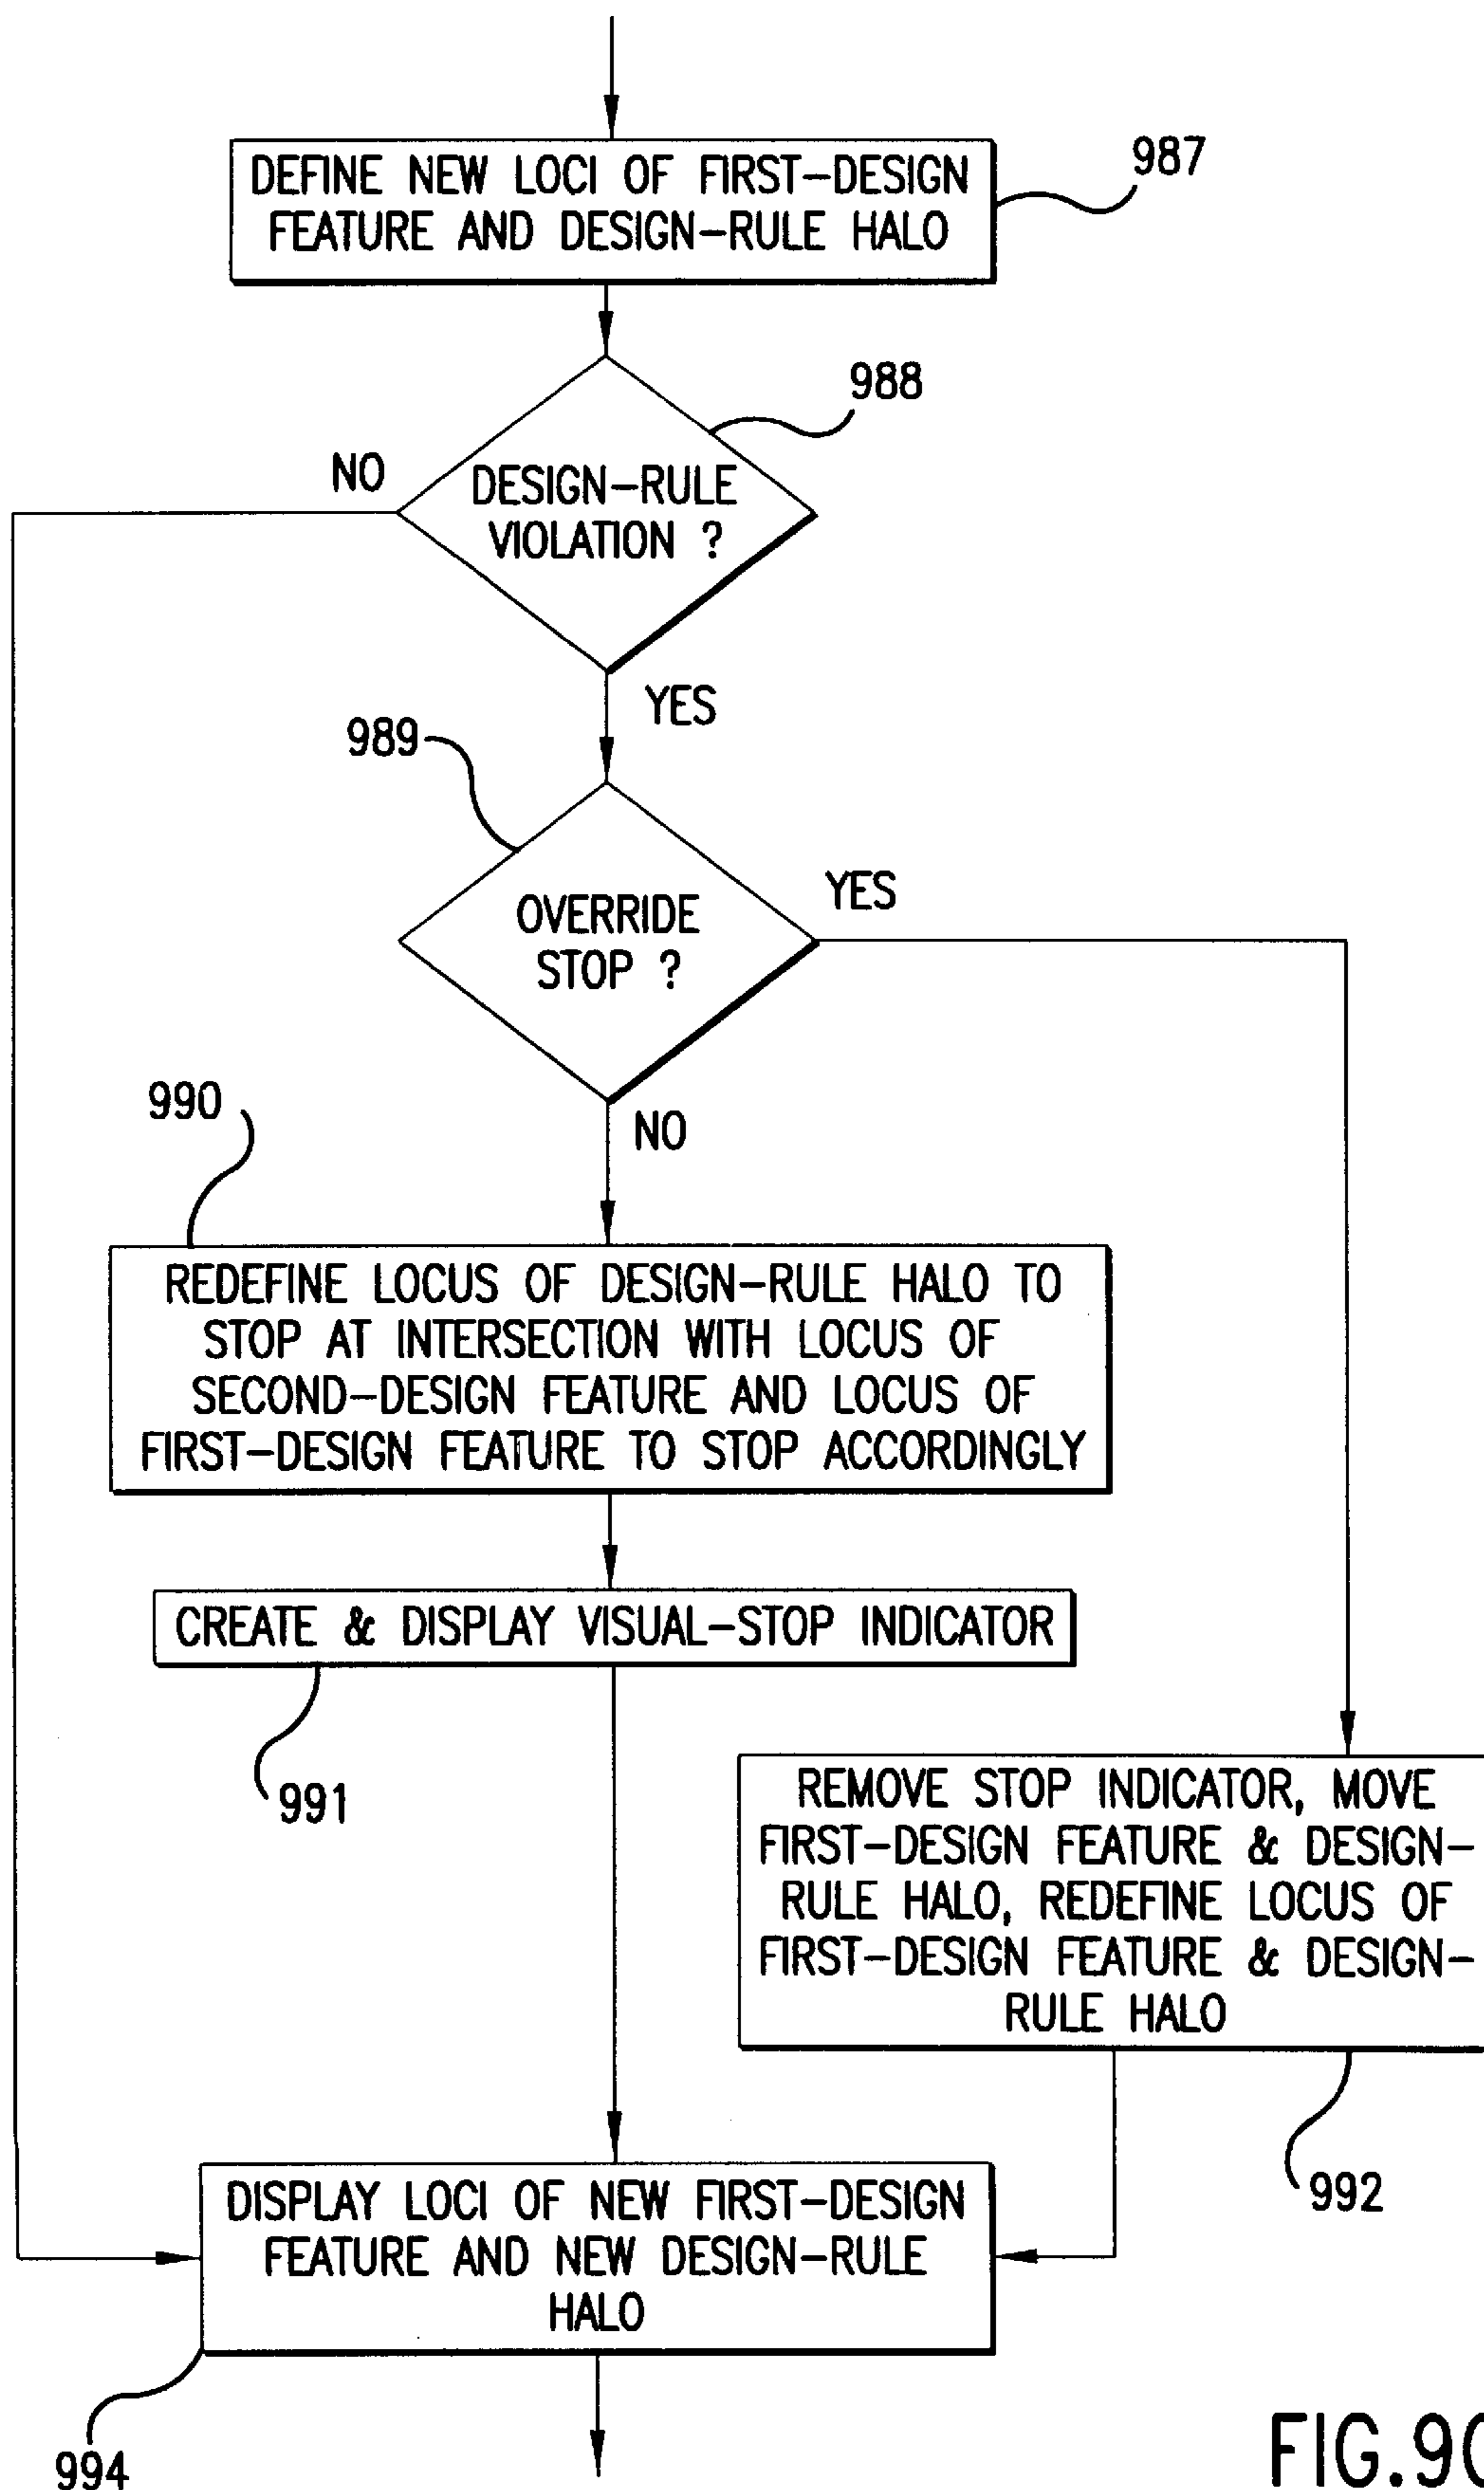 DEFINE NEW LOCI OF FIRST-DESIGN
FEATURE AND DESIGN-RULE HALO
987
988
NO
DESIGN-RULE
VIOLATION ?
YES
989
OVERRIDE
STOP ?
YES
NO
990
REDEFINE LOCUS OF DESIGN-RULE HALO TO
STOP AT INTERSECTION WITH LOCUS OF
SECOND-DESIGN FEATURE AND LOCUS OF
FIRST-DESIGN FEATURE TO STOP ACCORDINGLY
CREATE & DISPLAY VISUAL-STOP INDICATOR
991
REMOVE STOP INDICATOR, MOVE
FIRST-DESIGN FEATURE & DESIGN-
RULE HALO, REDEFINE LOCUS OF
FIRST-DESIGN FEATURE & DESIGN-
RULE HALO
992
DISPLAY LOCI OF NEW FIRST-DESIGN
FEATURE AND NEW DESIGN-RULE
HALO
994
FIG.9